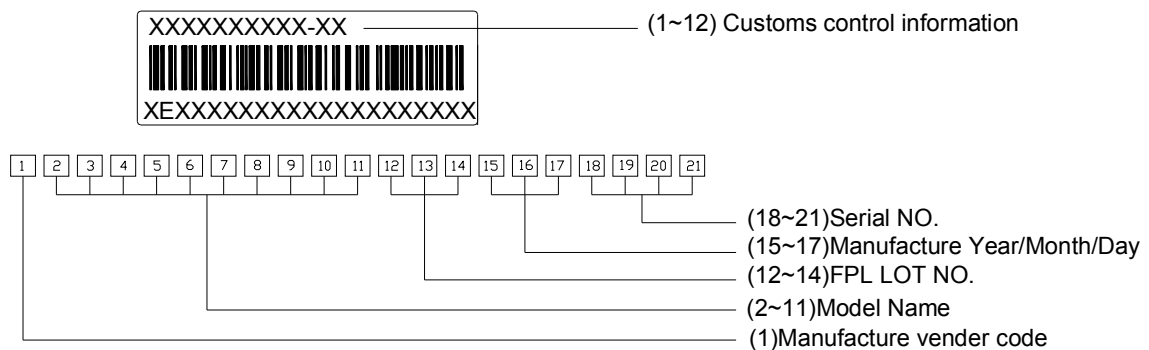 XXXXXXXXXX-XX
(1~12) Customs control information
XEXXXXXXXXXXXXXXXXXXX
1 2 3 4 5 6 7 8 9 10 11 12 13 14 15 16 17 18 19 20 21
(18~21)Serial NO.
(15~17)Manufacture Year/Month/Day
(12~14)FPL LOT NO.
(2~11)Model Name
(1)Manufacture vender code